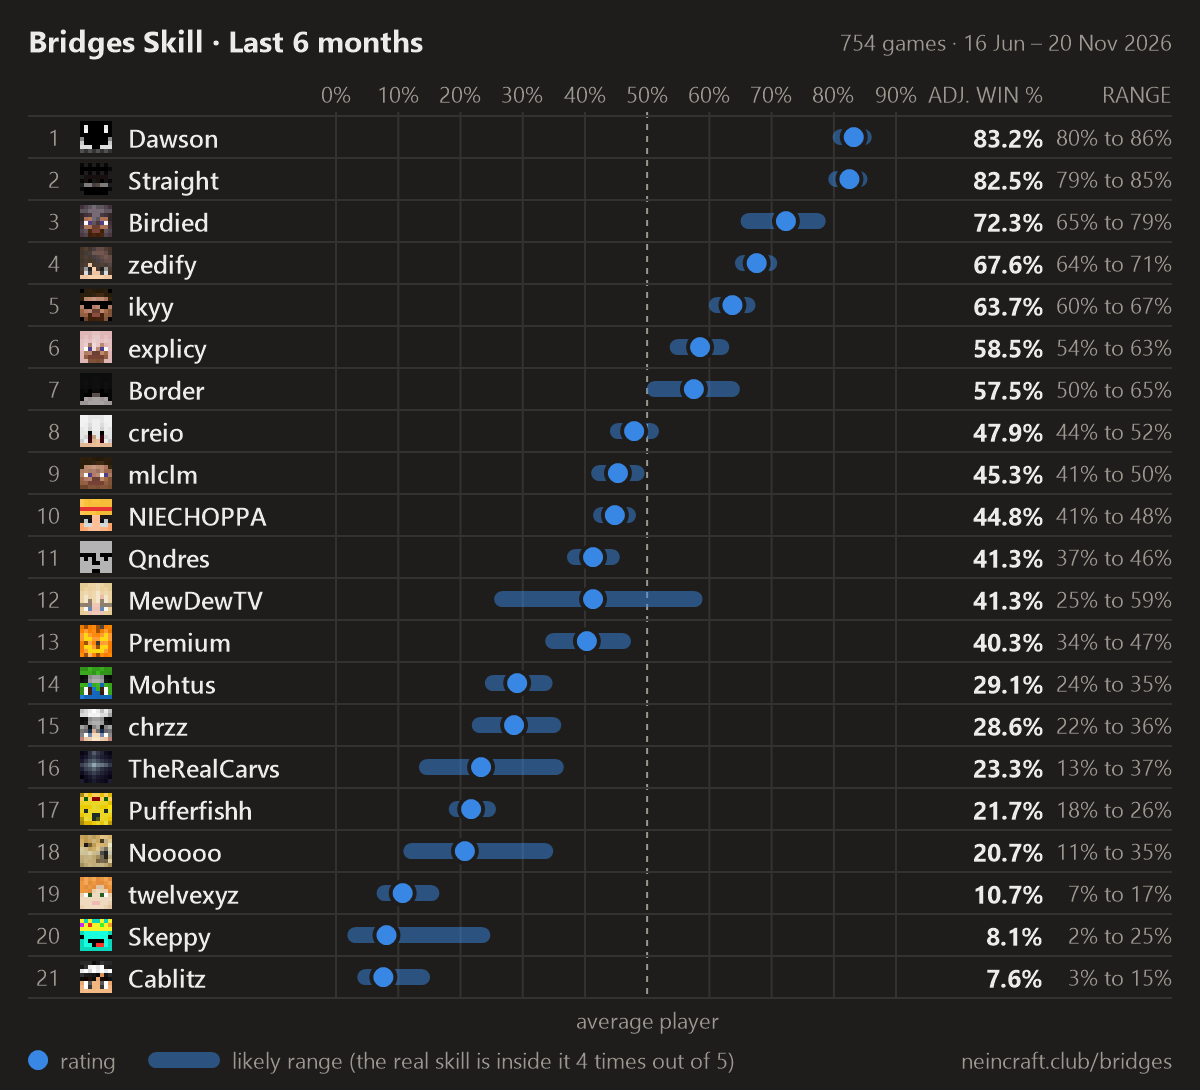 Bridges Skill · Last 6 months
754 games · 16 Jun – 20 Nov 2026
0% 10% 20% 30% 40% 50% 60% 70% 80% 90% ADJ. WIN % RANGE
1 Dawson 83.2% 80% to 86%
2 Straight 82.5% 79% to 85%
3 Birdied 72.3% 65% to 79%
4 zedify 67.6% 64% to 71%
5 ikyy 63.7% 60% to 67%
6 explicy 58.5% 54% to 63%
7 Border 57.5% 50% to 65%
8 creio 47.9% 44% to 52%
9 mlclm 45.3% 41% to 50%
10 NIECHOPPA 44.8% 41% to 48%
11 Qndres 41.3% 37% to 46%
12 MewDewTV 41.3% 25% to 59%
13 Premium 40.3% 34% to 47%
14 Mohtus 29.1% 24% to 35%
15 chrzz 28.6% 22% to 36%
16 TheRealCarvs 23.3% 13% to 37%
17 Pufferfishh 21.7% 18% to 26%
18 Nooooo 20.7% 11% to 35%
19 twelvexyz 10.7% 7% to 17%
20 Skeppy 8.1% 2% to 25%
21 Cablitz 7.6% 3% to 15%
average player
rating likely range (the real skill is inside it 4 times out of 5) neincraft.club/bridges